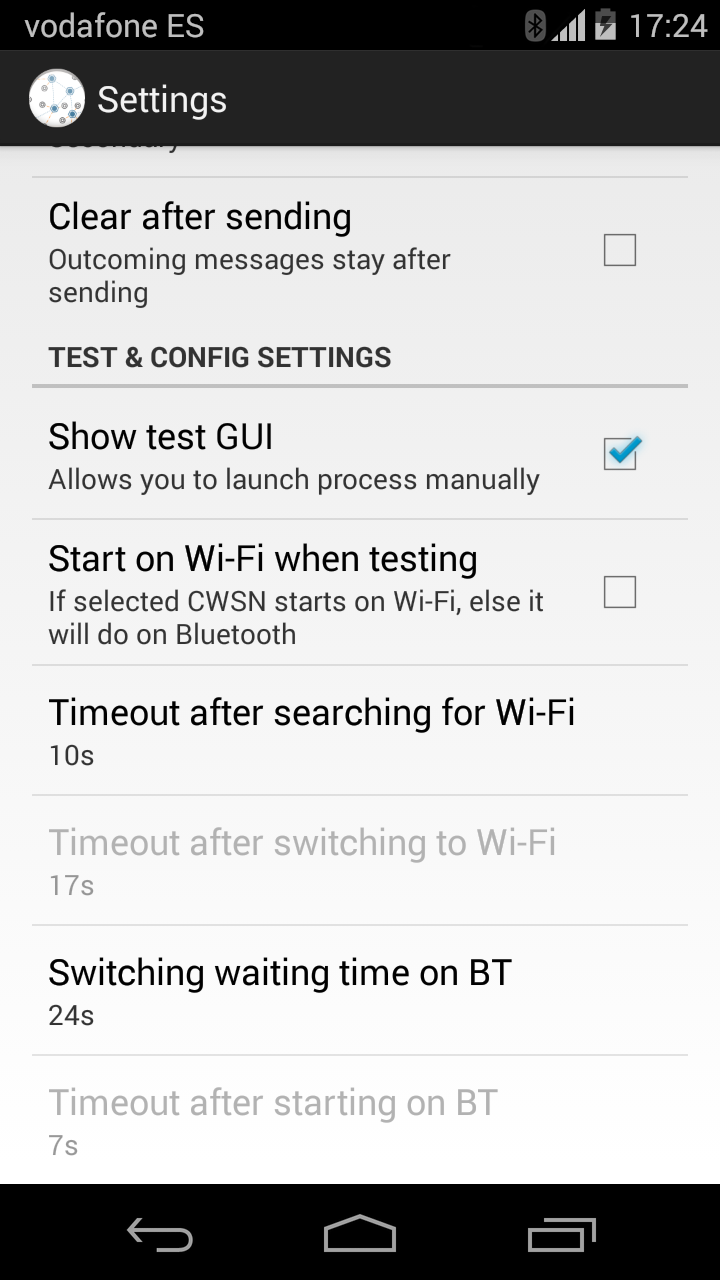 vodafone ES
17:24
Settings
Clear after sending
Outcoming messages stay after
sending
TEST & CONFIG SETTINGS
Show test GUI
Allows you to launch process manually
Start on Wi-Fi when testing
If selected CWSN starts on Wi-Fi, else it
will do on Bluetooth
Timeout after searching for Wi-Fi
10s
Timeout after switching to Wi-Fi
17s
Switching waiting time on BT
24s
Timeout after starting on BT
7s